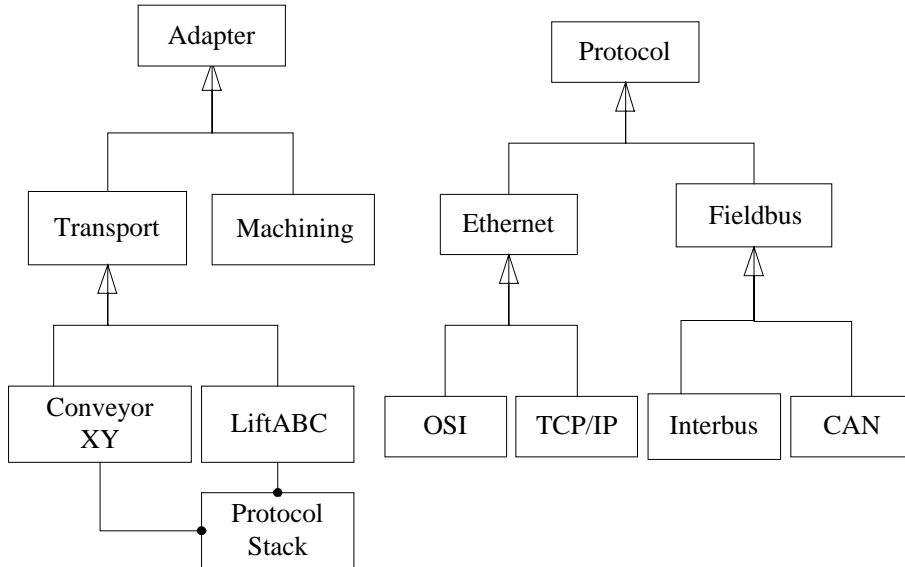 Adapter
Protocol
Transport
Machining
Ethernet
Fieldbus
Conveyor
XY
LiftABC
OSI
TCP/IP
Interbus
CAN
Protocol
Stack